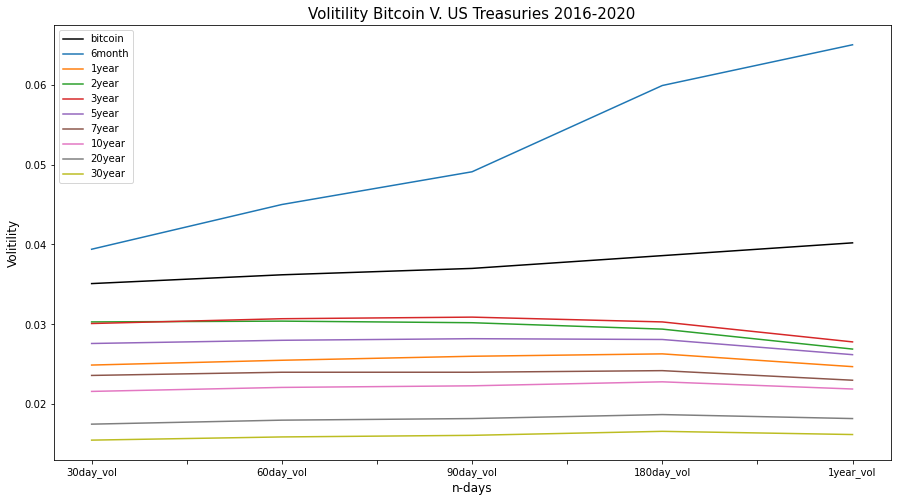 Volitility Bitcoin V. US Treasuries 2016-2020
bitcoin
6month
1year
2year
3year
5year
7year
10year
20year
30year
0.06
0.05
0.04
0.03
0.02
Volitility
30day_vol
60day_vol
90day_vol
180day_vol
1year_vol
n-days